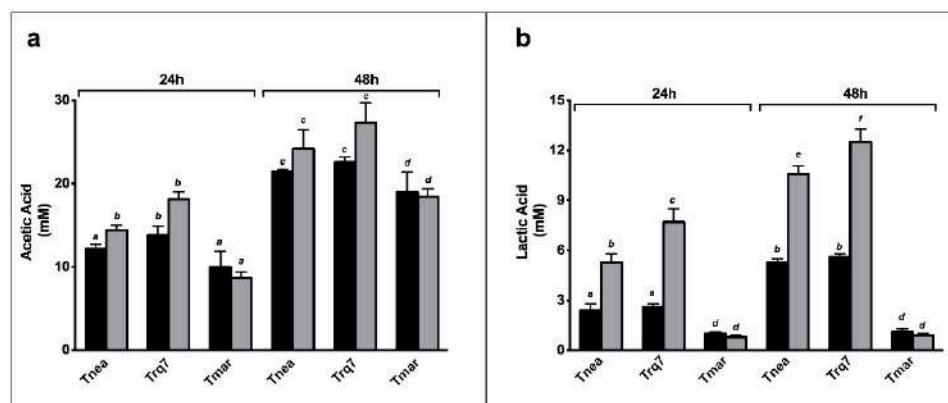 a
24h
48h
30
20
10
0
Acetic Acid
(mM)
a b b b a a c c c c d d
Tnea Trq7 Tmar Tnea Trq7 Tmar
b
24h
48h
15
12
9
6
3
0
Lactic Acid
(mM)
a b a c d d b e b f d d
Tnea Trq7 Tmar Tnea Trq7 Tmar